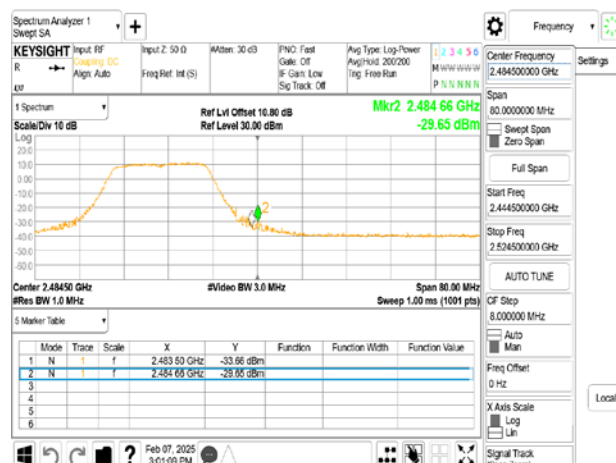 Spectrum Analyzer 1
Swept SA
Frequency
Settings
KEYSIGHT
R
Input: RF
Coupling: DC
Align: Auto
Input Z: 50 Ω
Freq Ref: Int (S)
#Atten: 30 dB
PNO: Fast
Gate: Off
IF Gain: Low
Sig Track: Off
Avg Type: Log-Power
Avg|Hold: 200/200
Trig: Free Run
1 2 3 4 5 6
M W W W W W
P N N N N N
1 Spectrum
Scale/Div 10 dB
Ref Lvl Offset 10.80 dB
Ref Level 30.00 dBm
Mkr2 2.484 66 GHz
-29.65 dBm
Log
20.0
10.0
0.00
-10.0
-20.0
-30.0
-40.0
-50.0
-60.0
2
Center 2.48450 GHz
#Res BW 1.0 MHz
#Video BW 3.0 MHz
Span 80.00 MHz
Sweep 1.00 ms (1001 pts)
5 Marker Table
Mode Trace Scale X Y Function Function Width Function Value
1 N 1 f 2.483 50 GHz -33.66 dBm
2 N 1 f 2.484 66 GHz -29.65 dBm
3
4
5
6
Feb 07, 2025
3:01:09 PM
Center Frequency
2.484500000 GHz
Span
80.0000000 MHz
Swept Span
Zero Span
Full Span
Start Freq
2.444500000 GHz
Stop Freq
2.524500000 GHz
AUTO TUNE
CF Step
8.000000 MHz
Auto
Man
Freq Offset
0 Hz
X Axis Scale
Log
Lin
Signal Track
Local